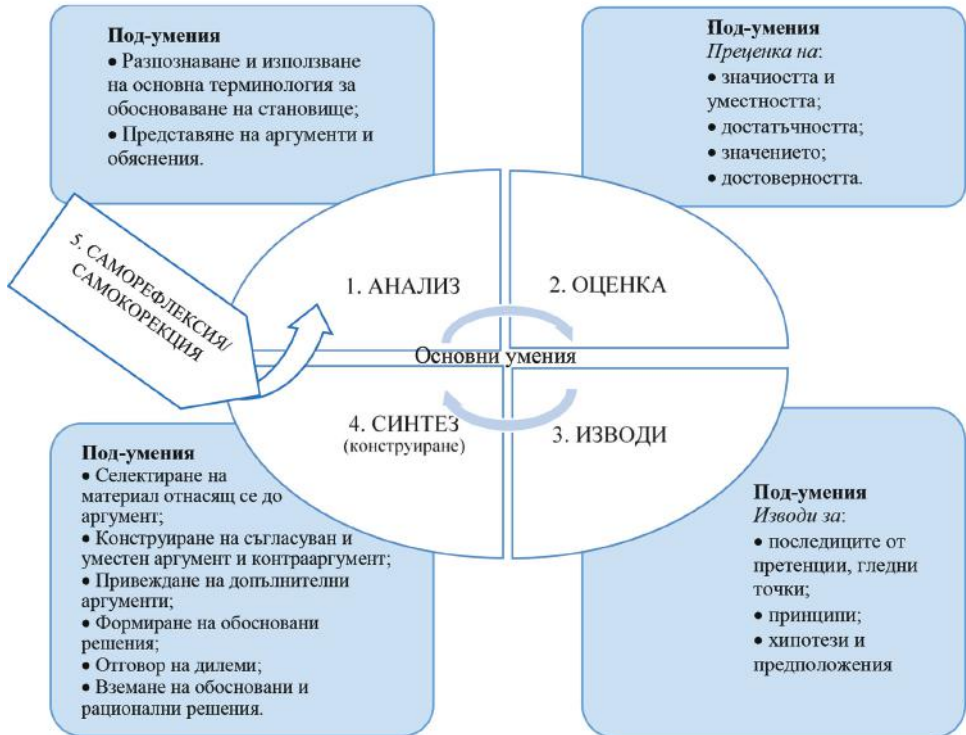 Под-умения
• Разпознаване и използване
на основна терминология за
обосноваване на становище;
• Представяне на аргументи и
обяснения.
Под-умения
Преценка на:
• значиостта и
уместността;
• достатъчността;
• значението;
• достоверността.
5. САМОРЕФЛЕКСИЯ/
САМОКОРЕКЦИЯ
1. АНАЛИЗ
2. ОЦЕНКА
Основни умения
4. СИНТЕЗ
(конструиране)
3. ИЗВОДИ
Под-умения
• Селектиране на
материал отнасящ се до
аргумент;
• Конструиране на съгласуван и
уместен аргумент и контрааргумент;
• Привеждане на допълнителни
аргументи;
• Формиране на обосновани
решения;
• Отговор на дилеми;
• Вземане на обосновани и
рационални решения.
Под-умения
Изводи за:
• последиците от
претенции, гледни
точки;
• принципи;
• хипотези и
предположения